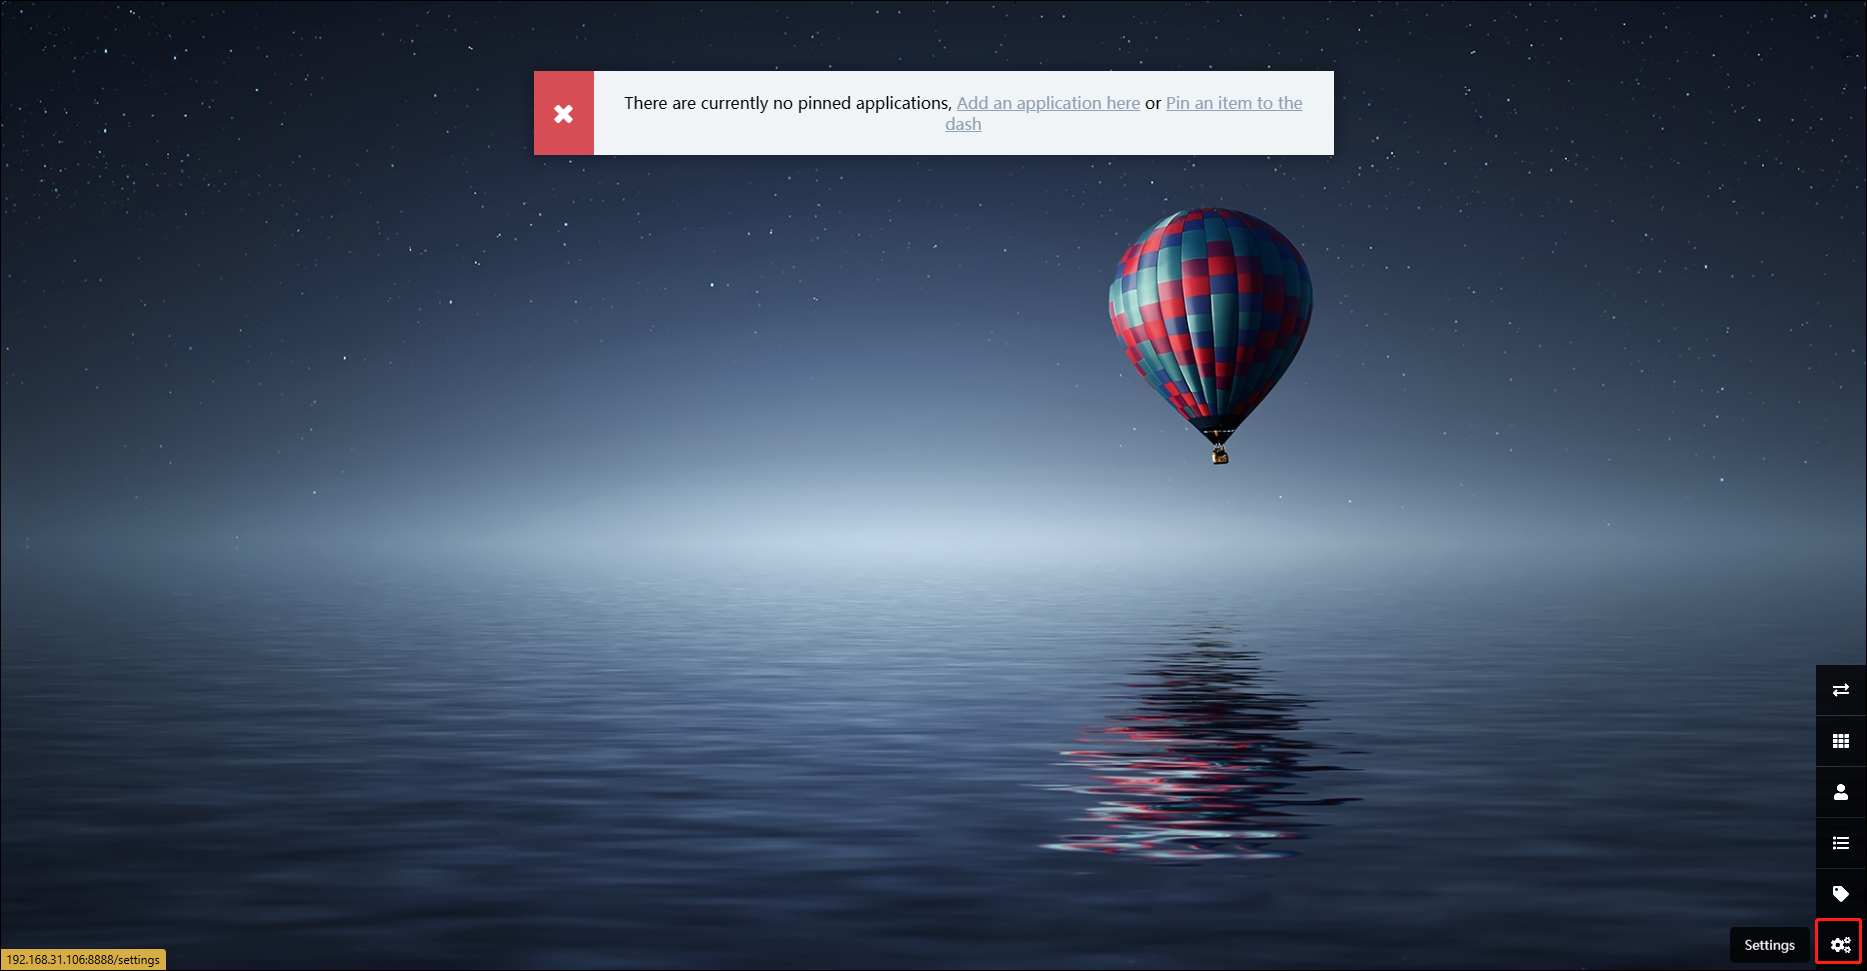 There are currently no pinned applications, Add an application here or Pin an item to the
dash
Settings
192.168.31.106:8888/settings